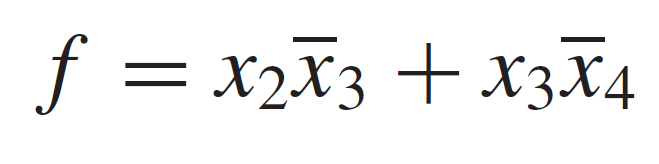 f = x₂x̅₃ + x₃x̅₄